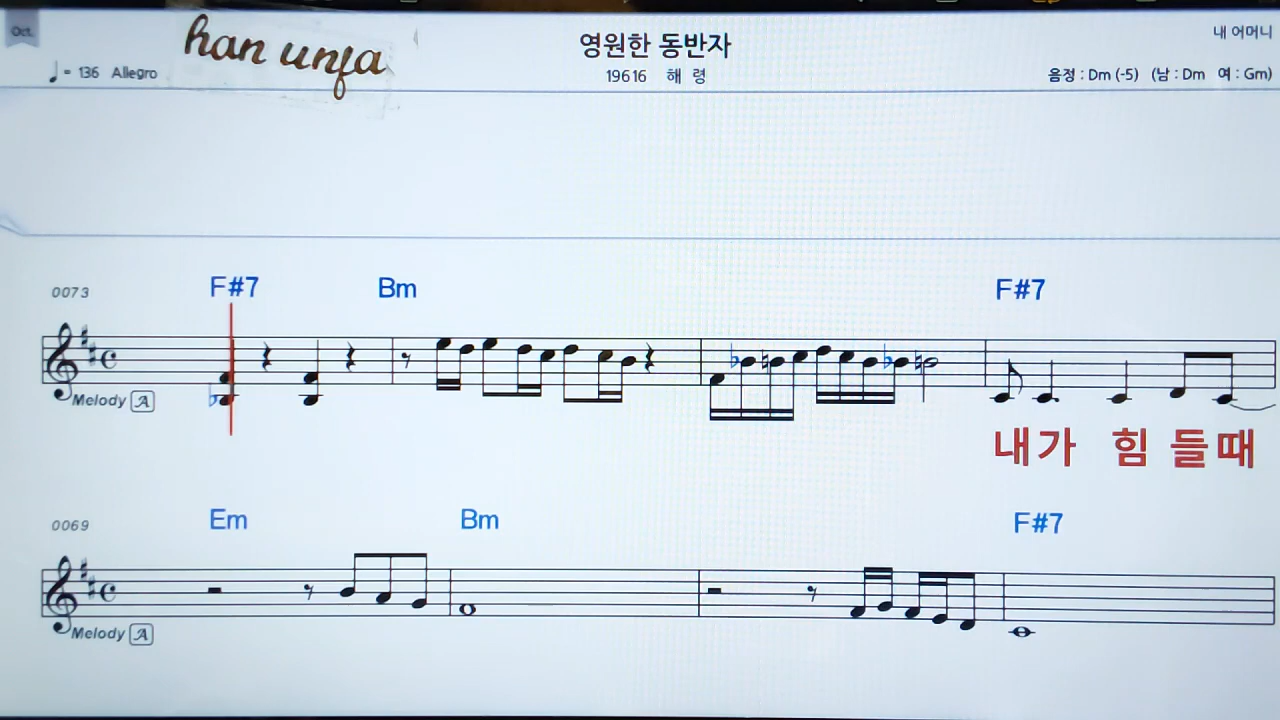 Oct.
han unja
♩ = 136 Allegro
영원한 동반자
19616 해 령
내 어머니
음정 : Dm (-5) (남 : Dm 여 : Gm)
0073
F#7 Bm F#7
Melody A
내가 힘 들때
0069
Em Bm F#7
Melody A